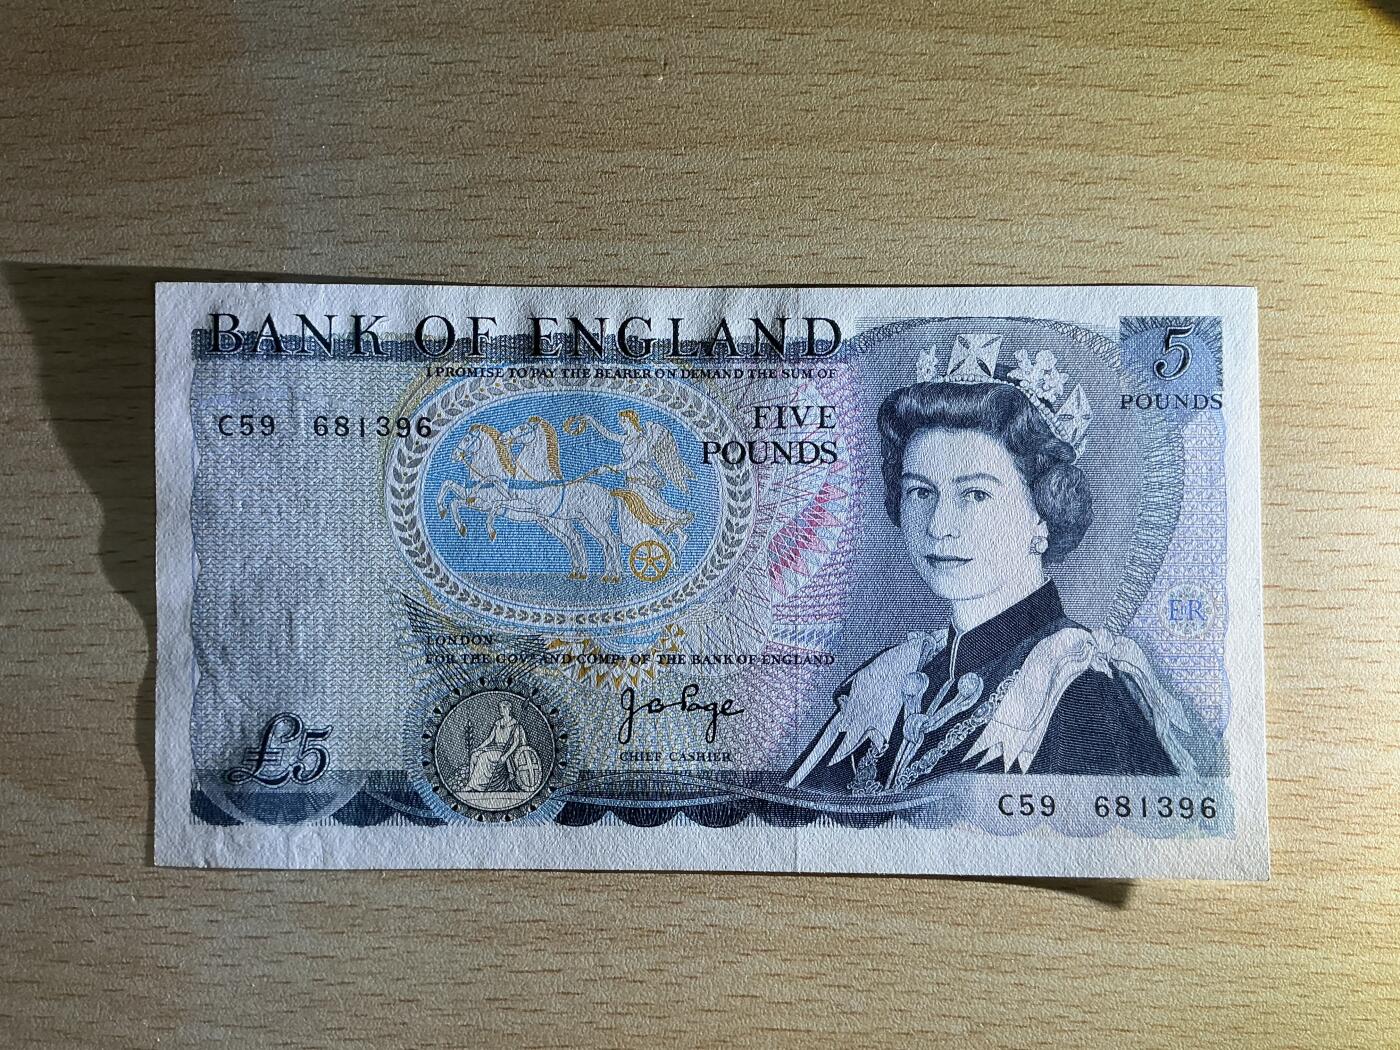 BANK OF ENGLAND
I PROMISE TO PAY THE BEARER ON DEMAND THE SUM OF
5
POUNDS
C59 681396
FIVE
POUNDS
ER
LONDON
FOR THE GOVR. AND COMPA. OF THE BANK OF ENGLAND
J.B. Page
CHIEF CASHIER
£5
C59 681396